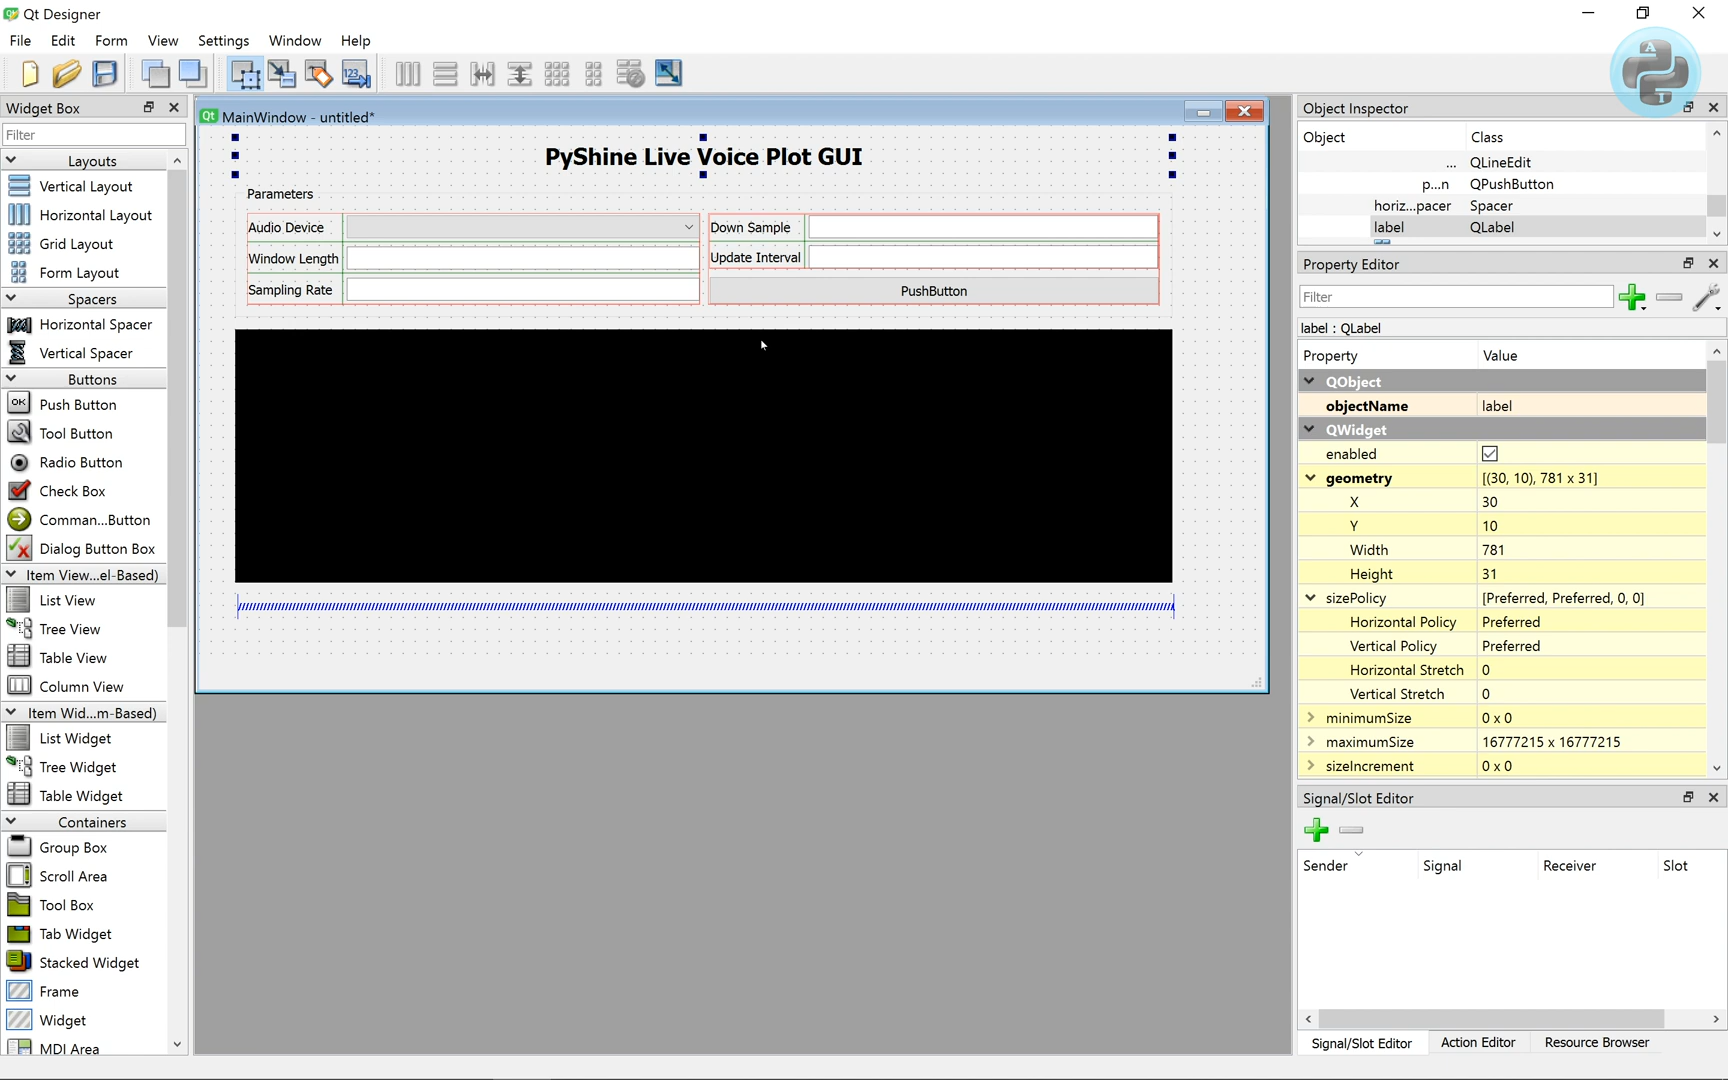 Qt Designer
File Edit Form View Settings Window Help
Widget Box
Filter
Layouts
Vertical Layout
Horizontal Layout
Grid Layout
Form Layout
Spacers
Horizontal Spacer
Vertical Spacer
Buttons
Push Button
OK
Tool Button
Radio Button
Check Box
Comman...Button
Dialog Button Box
Item View...el-Based)
List View
Tree View
Table View
Column View
Item Wid...m-Based)
List Widget
Tree Widget
Table Widget
Containers
Group Box
Scroll Area
Tool Box
Tab Widget
Stacked Widget
Frame
Widget
MDI Area
Qt MainWindow - untitled*
PyShine Live Voice Plot GUI
Parameters
Audio Device
Down Sample
Window Length
Update Interval
Sampling Rate
PushButton
Object Inspector
Object Class
... QLineEdit
p...n QPushButton
horiz...pacer Spacer
label QLabel
Property Editor
Filter
label : QLabel
Property Value
QObject
objectName label
QWidget
enabled
geometry [(30, 10), 781 x 31]
X 30
Y 10
Width 781
Height 31
sizePolicy [Preferred, Preferred, 0, 0]
Horizontal Policy Preferred
Vertical Policy Preferred
Horizontal Stretch 0
Vertical Stretch 0
minimumSize 0 x 0
maximumSize 16777215 x 16777215
sizeIncrement 0 x 0
Signal/Slot Editor
Sender Signal Receiver Slot
Signal/Slot Editor Action Editor Resource Browser